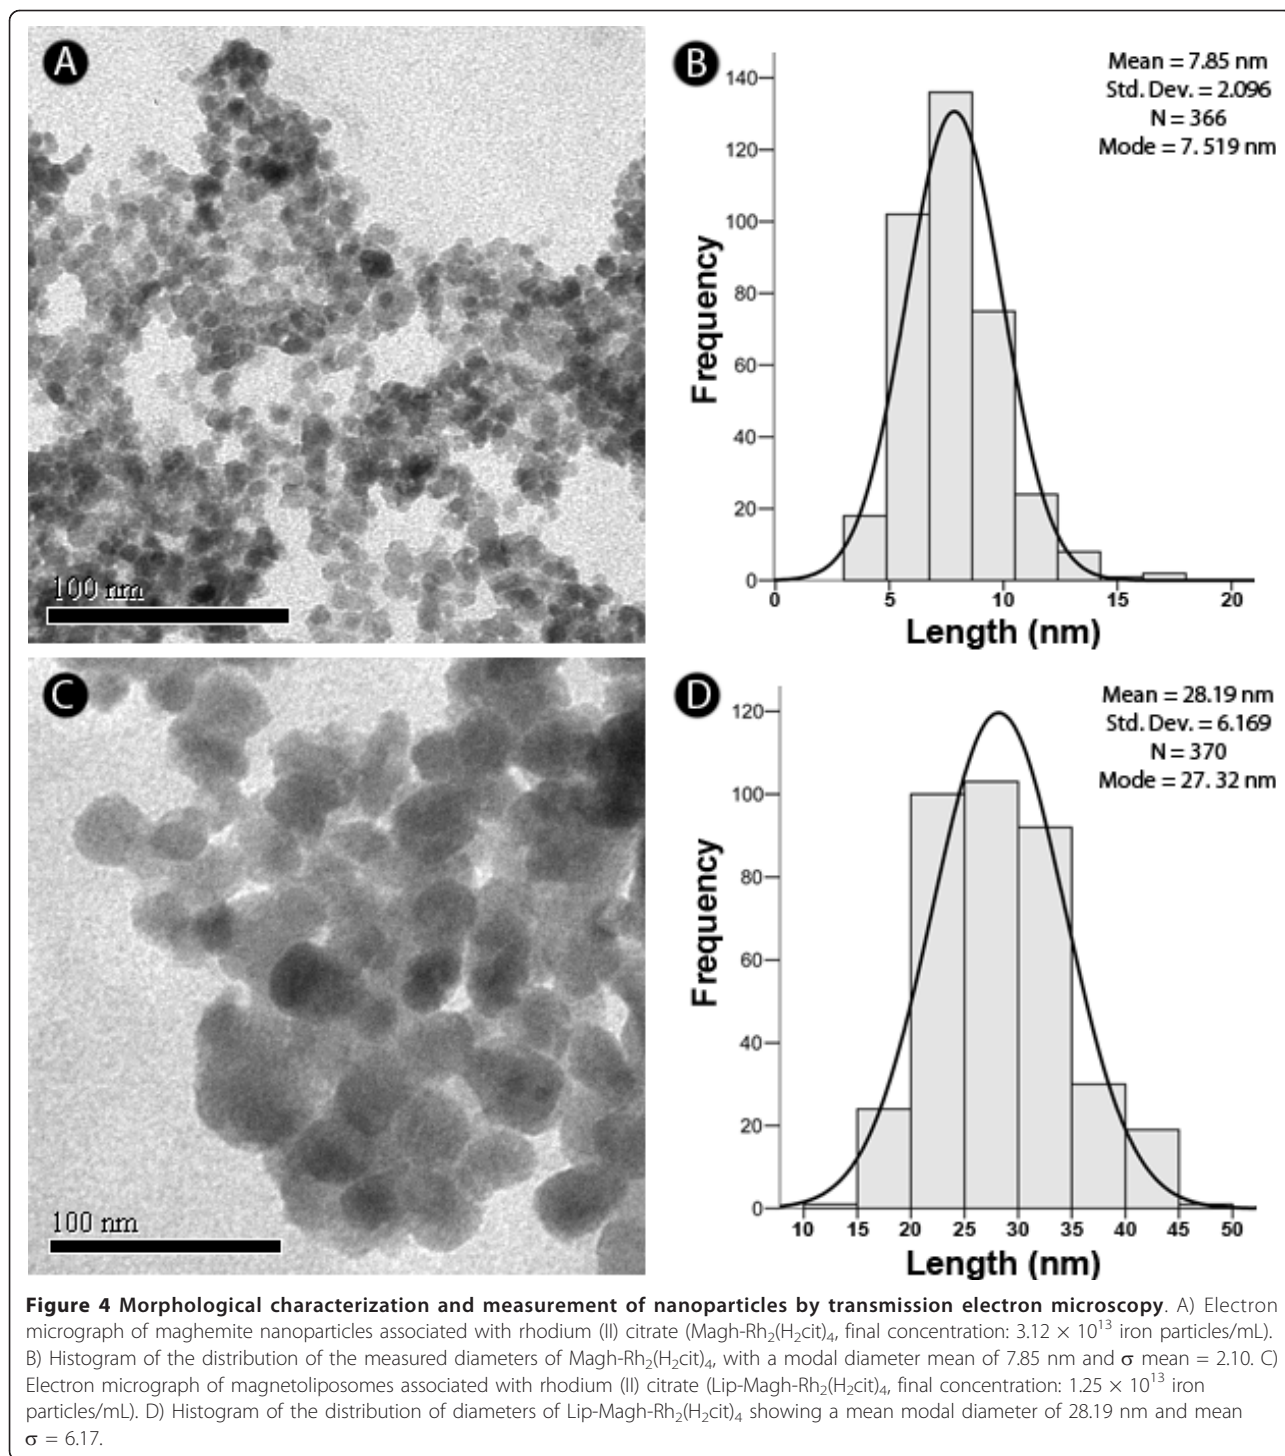 A
100 nm
B
Mean = 7.85 nm
Std. Dev. = 2.096
N = 366
Mode = 7.519 nm
Frequency
140
120
100
80
60
40
20
0
0 5 10 15 20
Length (nm)
C
100 nm
D
Mean = 28.19 nm
Std. Dev. = 6.169
N = 370
Mode = 27.32 nm
Frequency
120
100
80
60
40
20
0
10 15 20 25 30 35 40 45 50
Length (nm)
Figure 4 Morphological characterization and measurement of nanoparticles by transmission electron microscopy. A) Electron
micrograph of maghemite nanoparticles associated with rhodium (II) citrate (Magh-Rh₂(H₂cit)₄, final concentration: 3.12 × 10¹³ iron particles/mL).
B) Histogram of the distribution of the measured diameters of Magh-Rh₂(H₂cit)₄, with a modal diameter mean of 7.85 nm and σ mean = 2.10. C)
Electron micrograph of magnetoliposomes associated with rhodium (II) citrate (Lip-Magh-Rh₂(H₂cit)₄, final concentration: 1.25 × 10¹³ iron
particles/mL). D) Histogram of the distribution of diameters of Lip-Magh-Rh₂(H₂cit)₄ showing a mean modal diameter of 28.19 nm and mean
σ = 6.17.